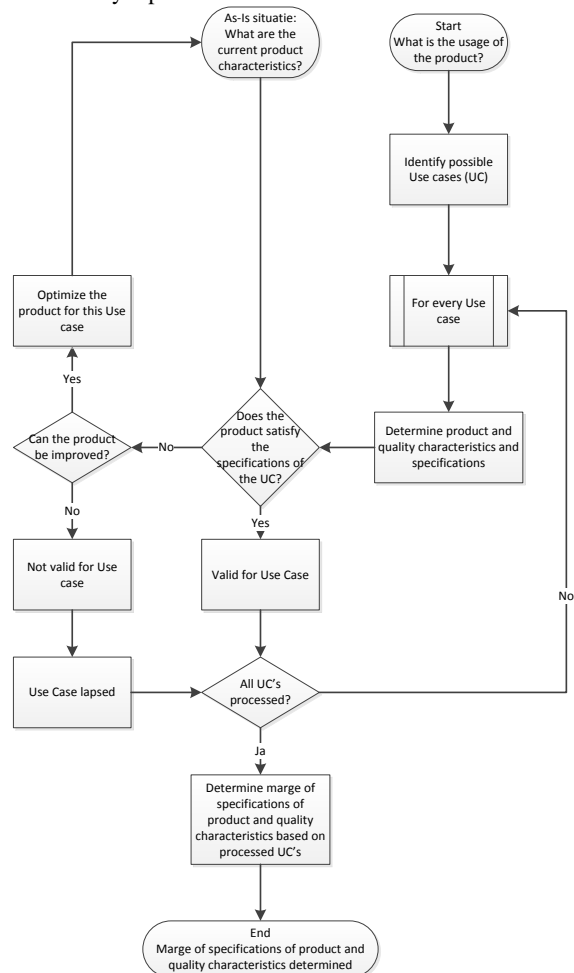 As-Is situatie:
What are the
current product
characteristics?
Start
What is the usage of
the product?
Identify possible
Use cases (UC)
Optimize the
product for this Use
case
For every Use
case
Yes
Does the
product satisfy
the
specifications of
the UC?
Determine product and
quality characteristics and
specifications
Can the product
be improved?
No
No
Yes
Not valid for Use
case
Valid for Use Case
No
Use Case lapsed
All UC's
processed?
Ja
Determine marge of
specifications of
product and quality
characteristics based on
processed UC's
End
Marge of specifications of product and
quality characteristics determined